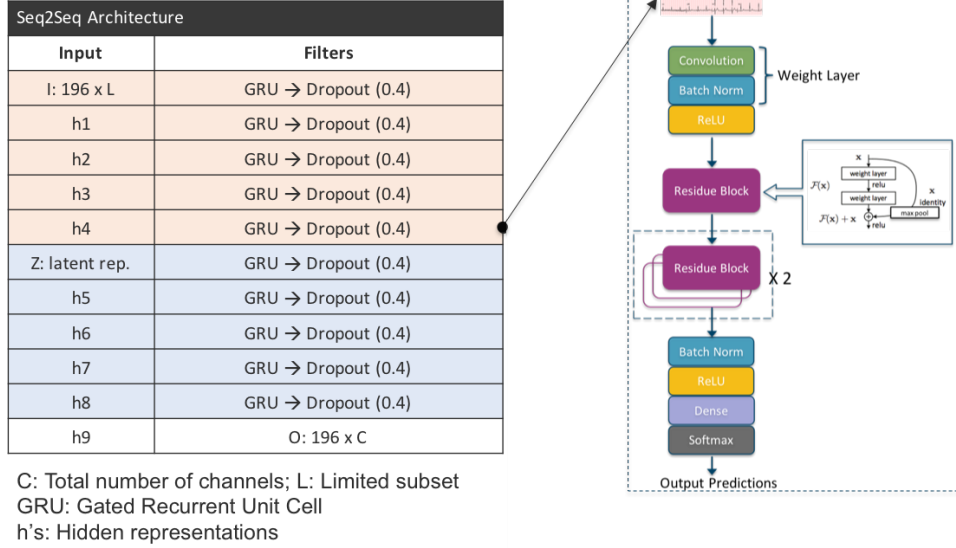 Seq2Seq Architecture
Input Filters
I: 196 x L GRU → Dropout (0.4)
h1 GRU → Dropout (0.4)
h2 GRU → Dropout (0.4)
h3 GRU → Dropout (0.4)
h4 GRU → Dropout (0.4)
Z: latent rep. GRU → Dropout (0.4)
h5 GRU → Dropout (0.4)
h6 GRU → Dropout (0.4)
h7 GRU → Dropout (0.4)
h8 GRU → Dropout (0.4)
h9 O: 196 x C
C: Total number of channels; L: Limited subset
GRU: Gated Recurrent Unit Cell
h's: Hidden representations
Convolution
Batch Norm
Weight Layer
ReLU
Residue Block
x
weight layer
F(x)
relu
weight layer
x
identity
max pool
F(x) + x
relu
Residue Block
X 2
Batch Norm
ReLU
Dense
Softmax
Output Predictions